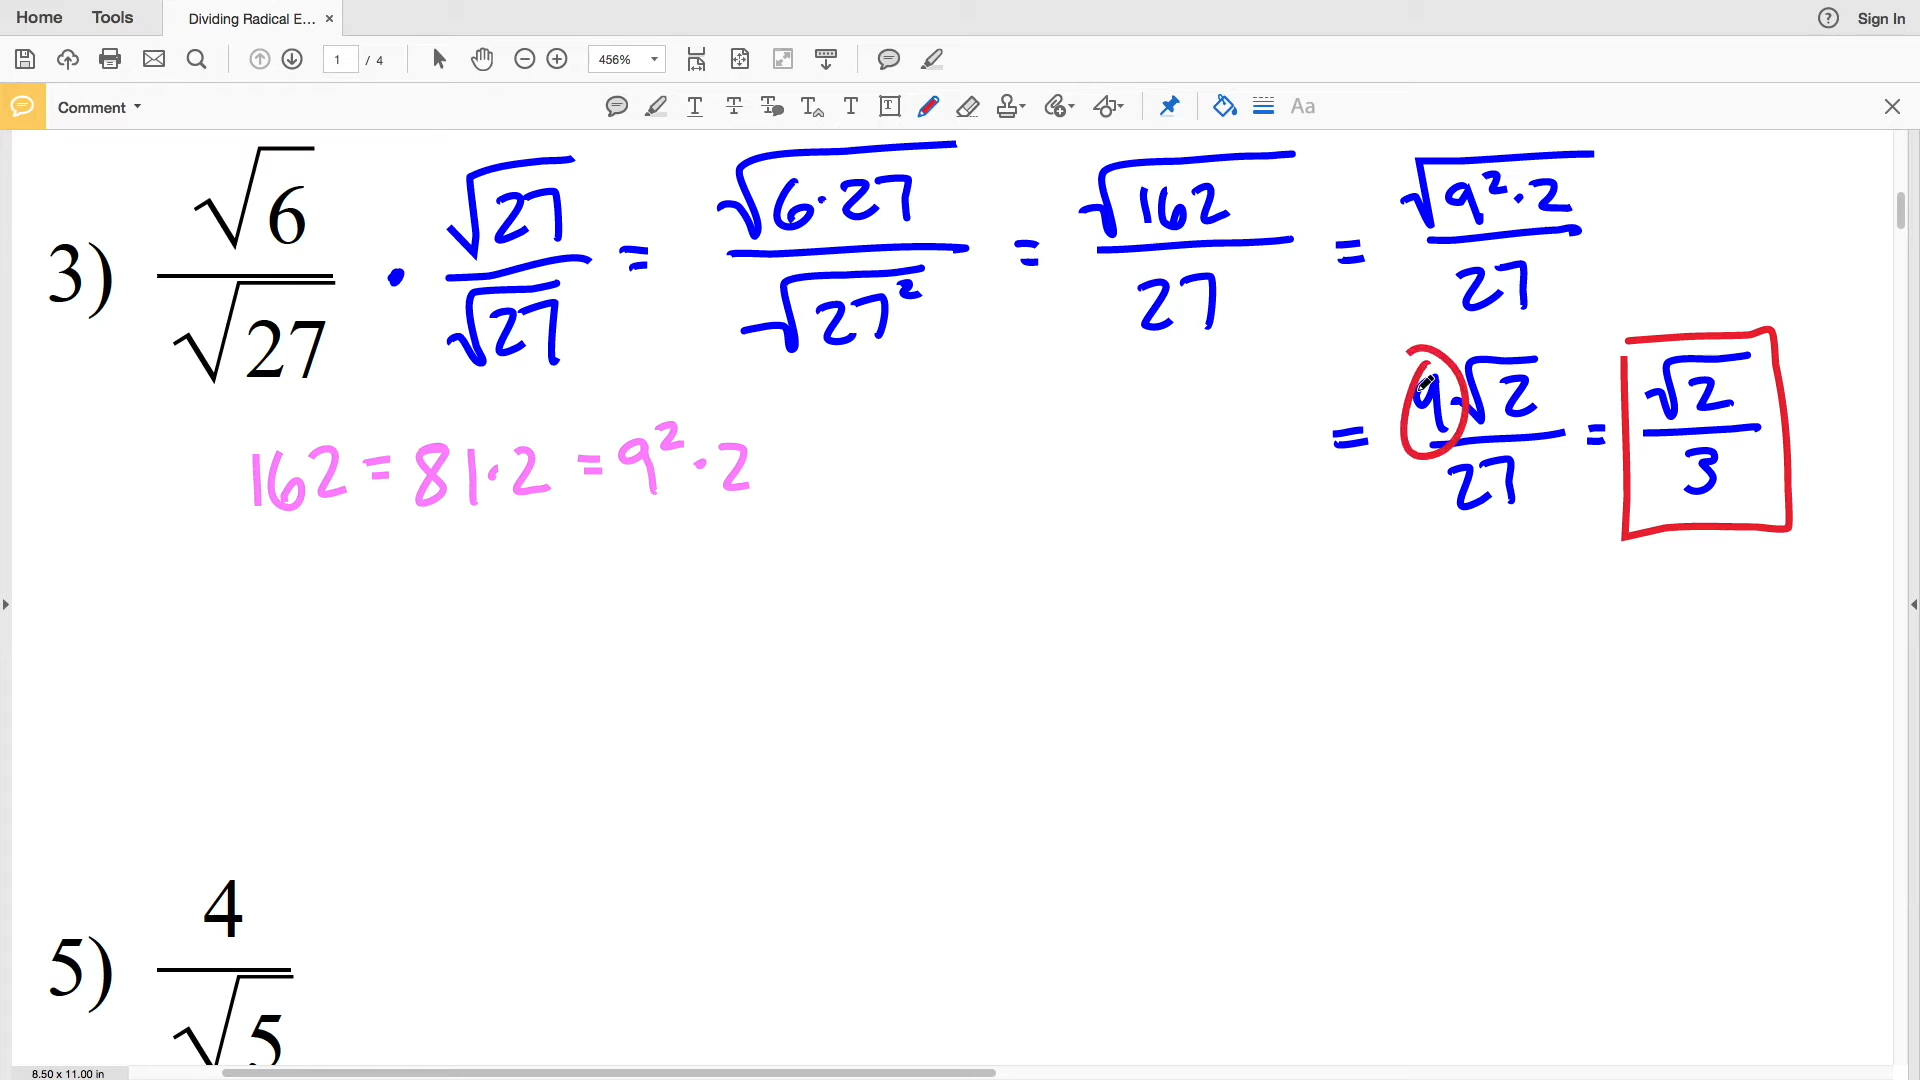 Home Tools Dividing Radical E... × Sign In
1 / 4 456%
Comment Aa
3) √6/√27 · √27/√27 = √(6·27)/√(27²) = √162/27 = √(9²·2)/27
= 9·√2/27 = √2/3
162 = 81·2 = 9²·2
5) 4/√5
8.50 x 11.00 in